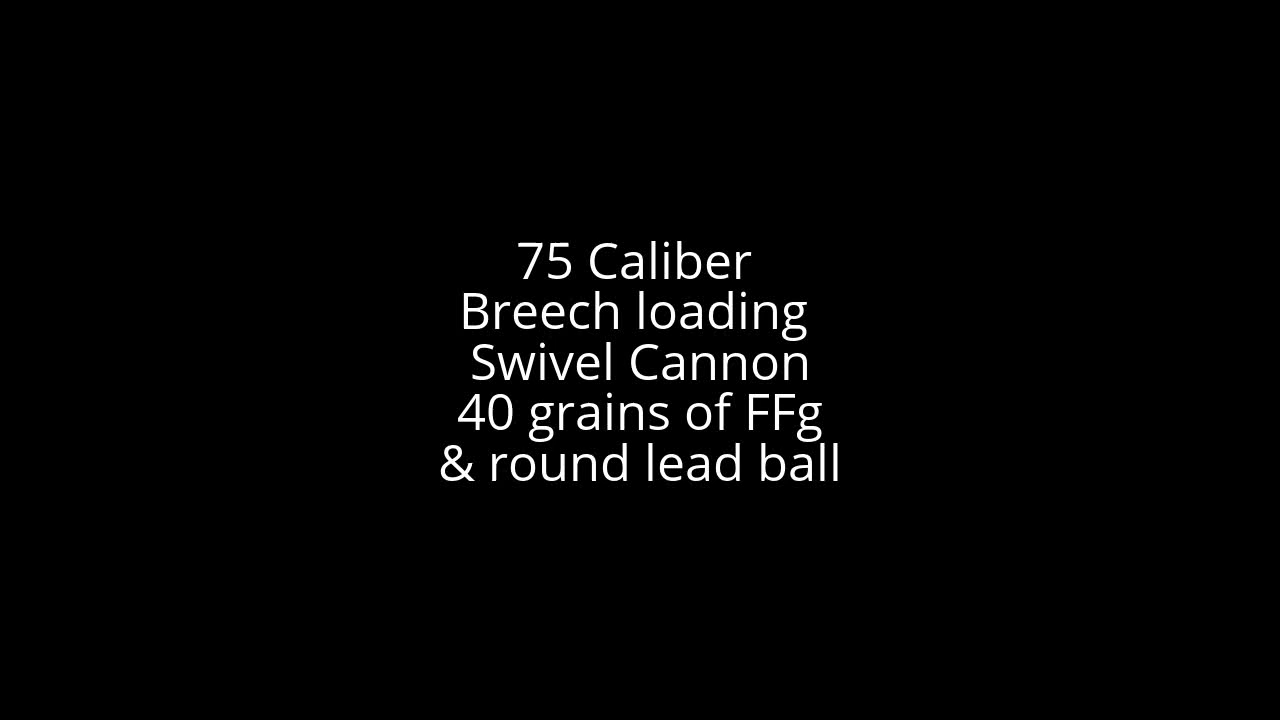 75 Caliber
Breech loading
Swivel Cannon
40 grains of FFg
& round lead ball